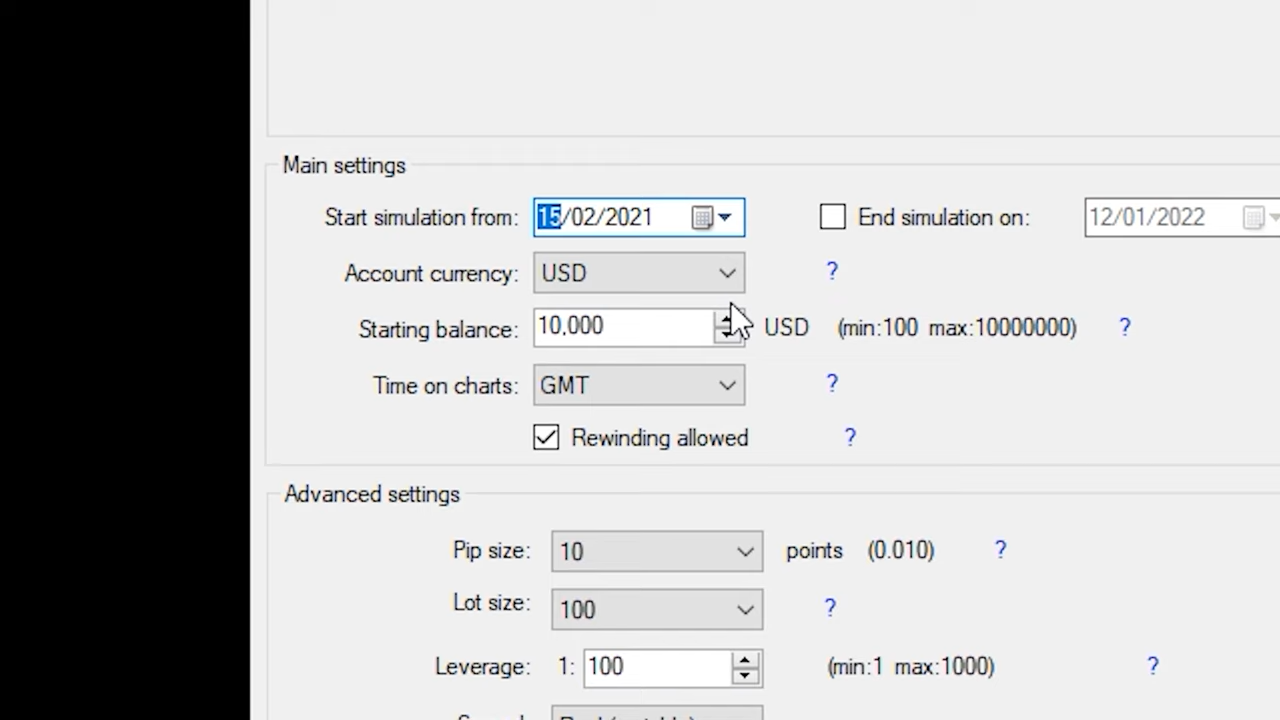 Main settings
Start simulation from: 15/02/2021 End simulation on: 12/01/2022
Account currency: USD ?
Starting balance: 10,000 USD (min:100 max:10000000) ?
Time on charts: GMT ?
Rewinding allowed ?
Advanced settings
Pip size: 10 points (0.010) ?
Lot size: 100 ?
Leverage: 1: 100 (min:1 max:1000) ?